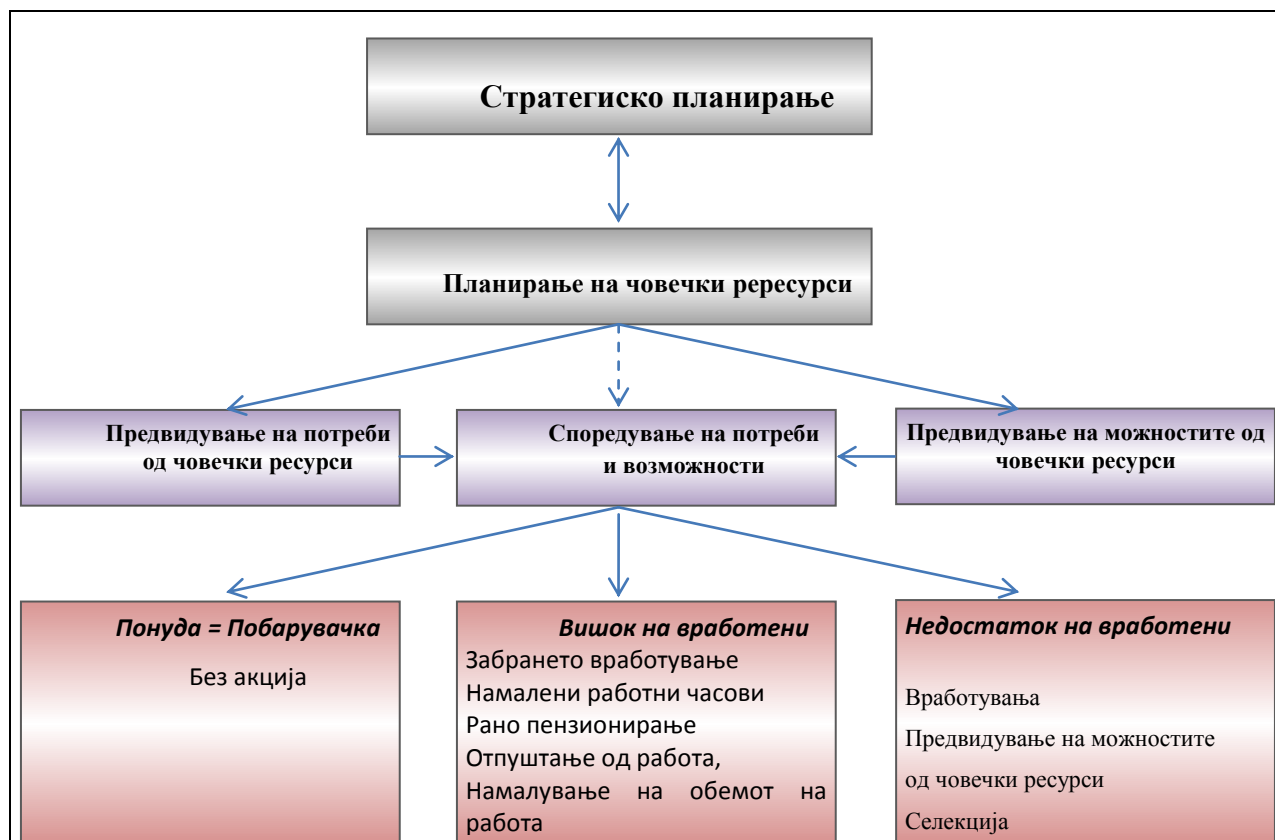 Стратегиско планирање
Планирање на човечки рересурси
Предвидување на потреби
од човечки ресурси
Споредување на потреби
и возможности
Предвидување на можностите од
човечки ресурси
Понуда = Побарувачка
Без акција
Вишок на вработени
Забрането вработување
Намалени работни часови
Рано пензионирање
Отпуштање од работа,
Намалување на обемот на
работа
Недостаток на вработени
Вработувања
Предвидување на можностите
од човечки ресурси
Селекција